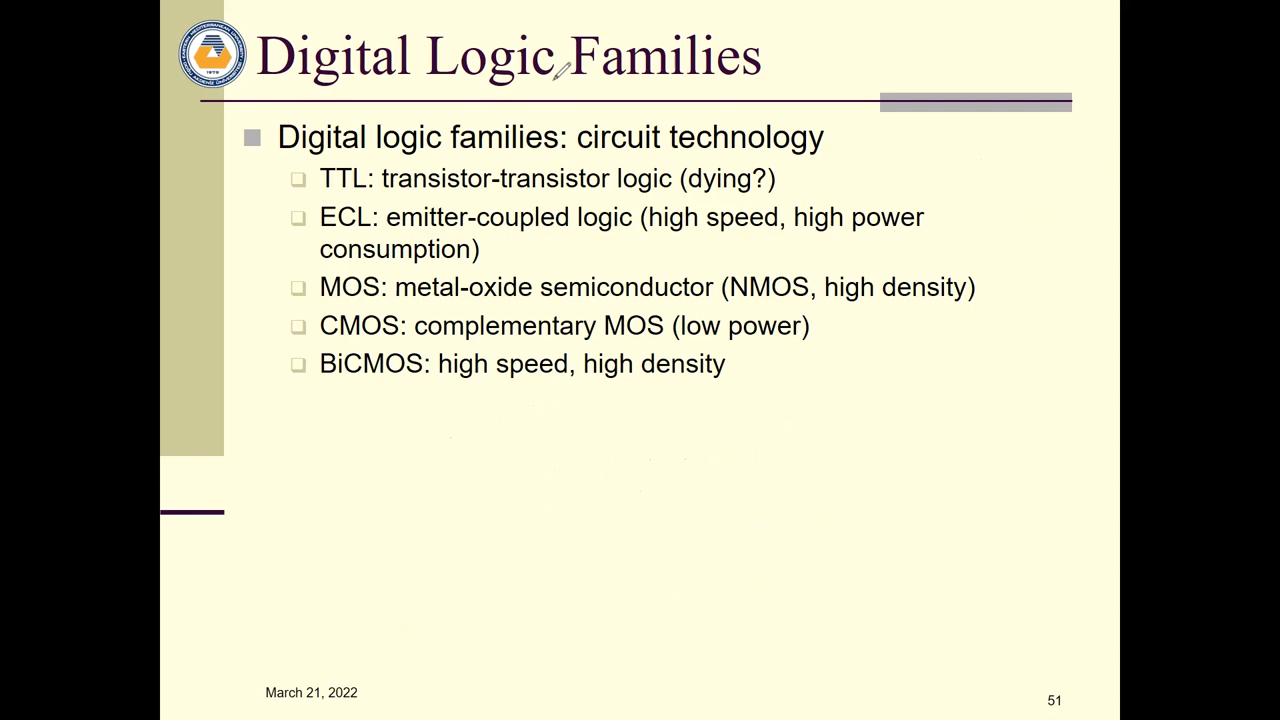 Digital Logic Families
Digital logic families: circuit technology
TTL: transistor-transistor logic (dying?)
ECL: emitter-coupled logic (high speed, high power
consumption)
MOS: metal-oxide semiconductor (NMOS, high density)
CMOS: complementary MOS (low power)
BiCMOS: high speed, high density
March 21, 2022
51